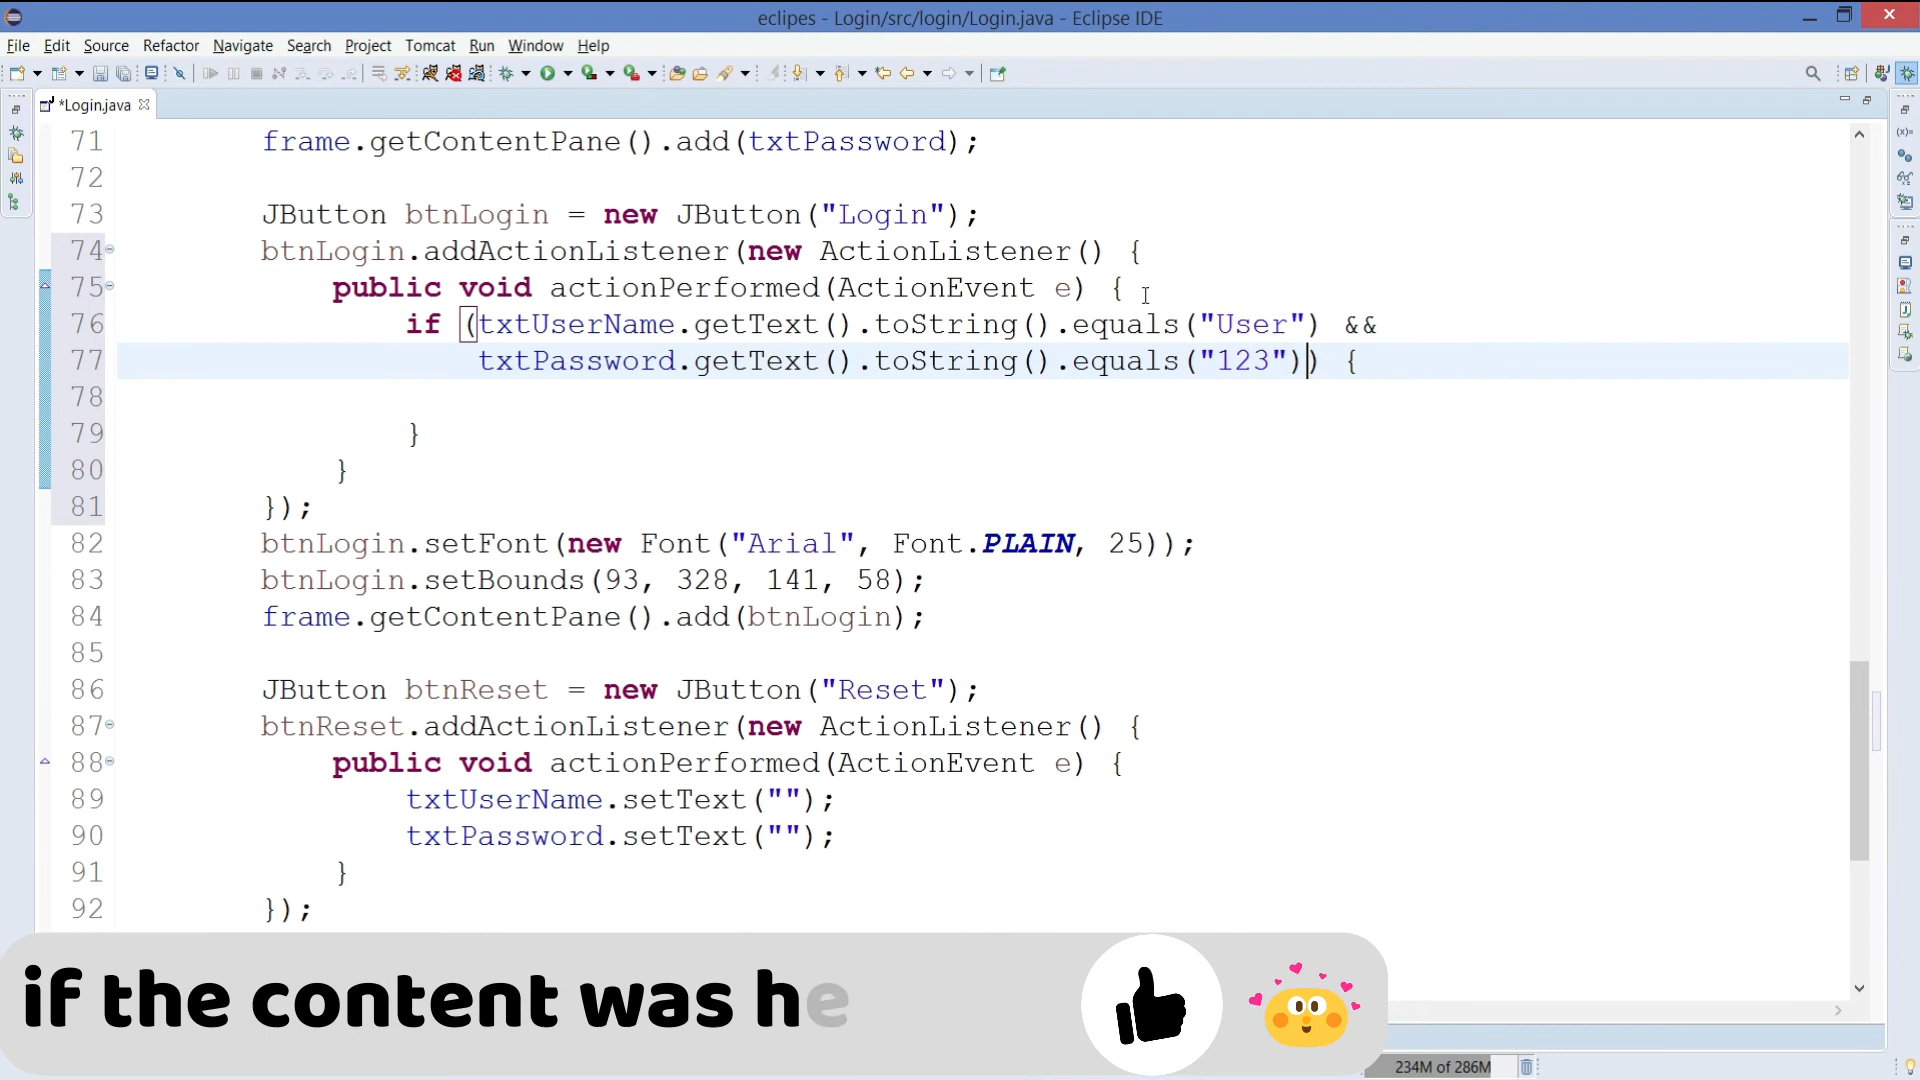 eclipes - Login/src/login/Login.java - Eclipse IDE
File Edit Source Refactor Navigate Search Project Tomcat Run Window Help
*Login.java
71 frame.getContentPane().add(txtPassword);
72
73 JButton btnLogin = new JButton("Login");
74 btnLogin.addActionListener(new ActionListener() {
75 public void actionPerformed(ActionEvent e) {
76 if (txtUserName.getText().toString().equals("User") &&
77 txtPassword.getText().toString().equals("123")) {
78
79 }
80 }
81 });
82 btnLogin.setFont(new Font("Arial", Font.PLAIN, 25));
83 btnLogin.setBounds(93, 328, 141, 58);
84 frame.getContentPane().add(btnLogin);
85
86 JButton btnReset = new JButton("Reset");
87 btnReset.addActionListener(new ActionListener() {
88 public void actionPerformed(ActionEvent e) {
89 txtUserName.setText("");
90 txtPassword.setText("");
91 }
92 });
if the content was he
234M of 286M